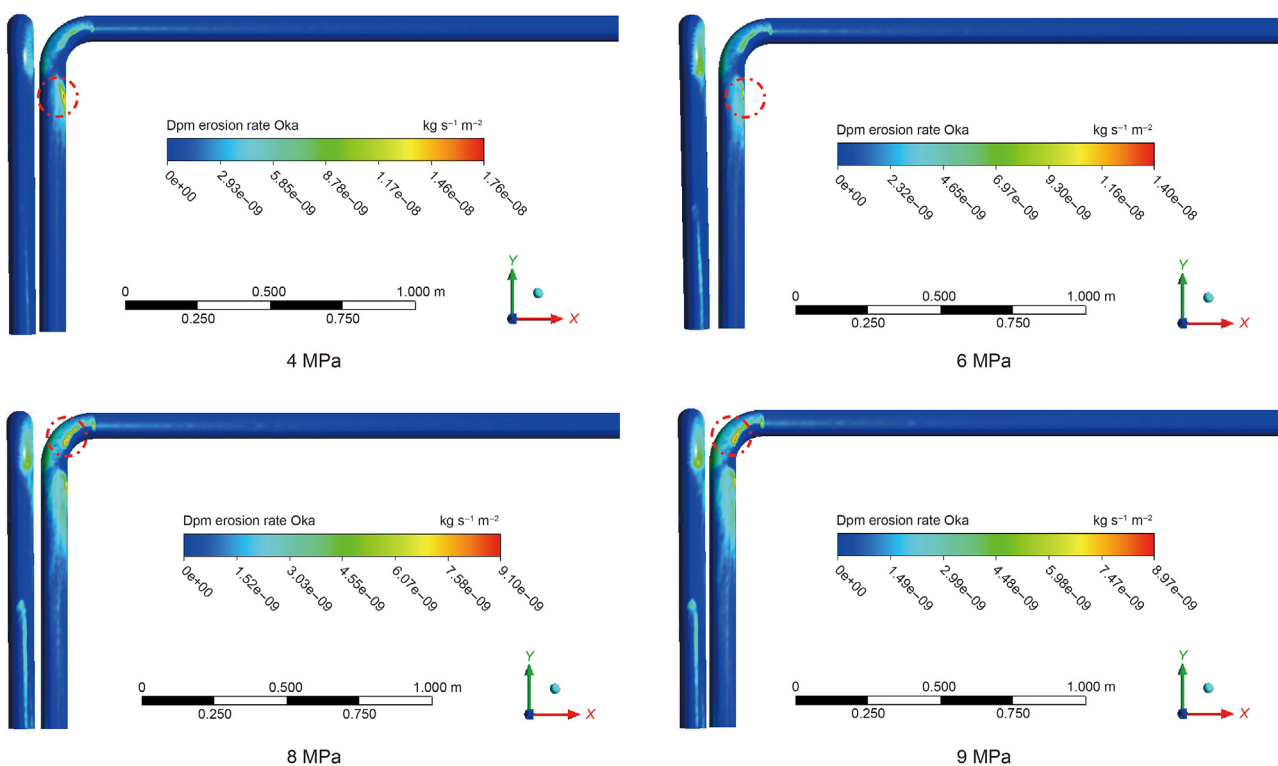 Dpm erosion rate Oka kg s⁻¹ m⁻²
0e+00 2.93e−09 5.85e−09 8.78e−09 1.17e−08 1.46e−08 1.76e−08
0 0.500 1.000 m
0.250 0.750
Y
X
4 MPa
Dpm erosion rate Oka kg s⁻¹ m⁻²
0e+00 2.32e−09 4.65e−09 6.97e−09 9.30e−09 1.16e−08 1.40e−08
0 0.500 1.000 m
0.250 0.750
Y
X
6 MPa
Dpm erosion rate Oka kg s⁻¹ m⁻²
0e+00 1.52e−09 3.03e−09 4.55e−09 6.07e−09 7.58e−09 9.10e−09
0 0.500 1.000 m
0.250 0.750
Y
X
8 MPa
Dpm erosion rate Oka kg s⁻¹ m⁻²
0e+00 1.49e−09 2.99e−09 4.48e−09 5.98e−09 7.47e−09 8.97e−09
0 0.500 1.000 m
0.250 0.750
Y
X
9 MPa